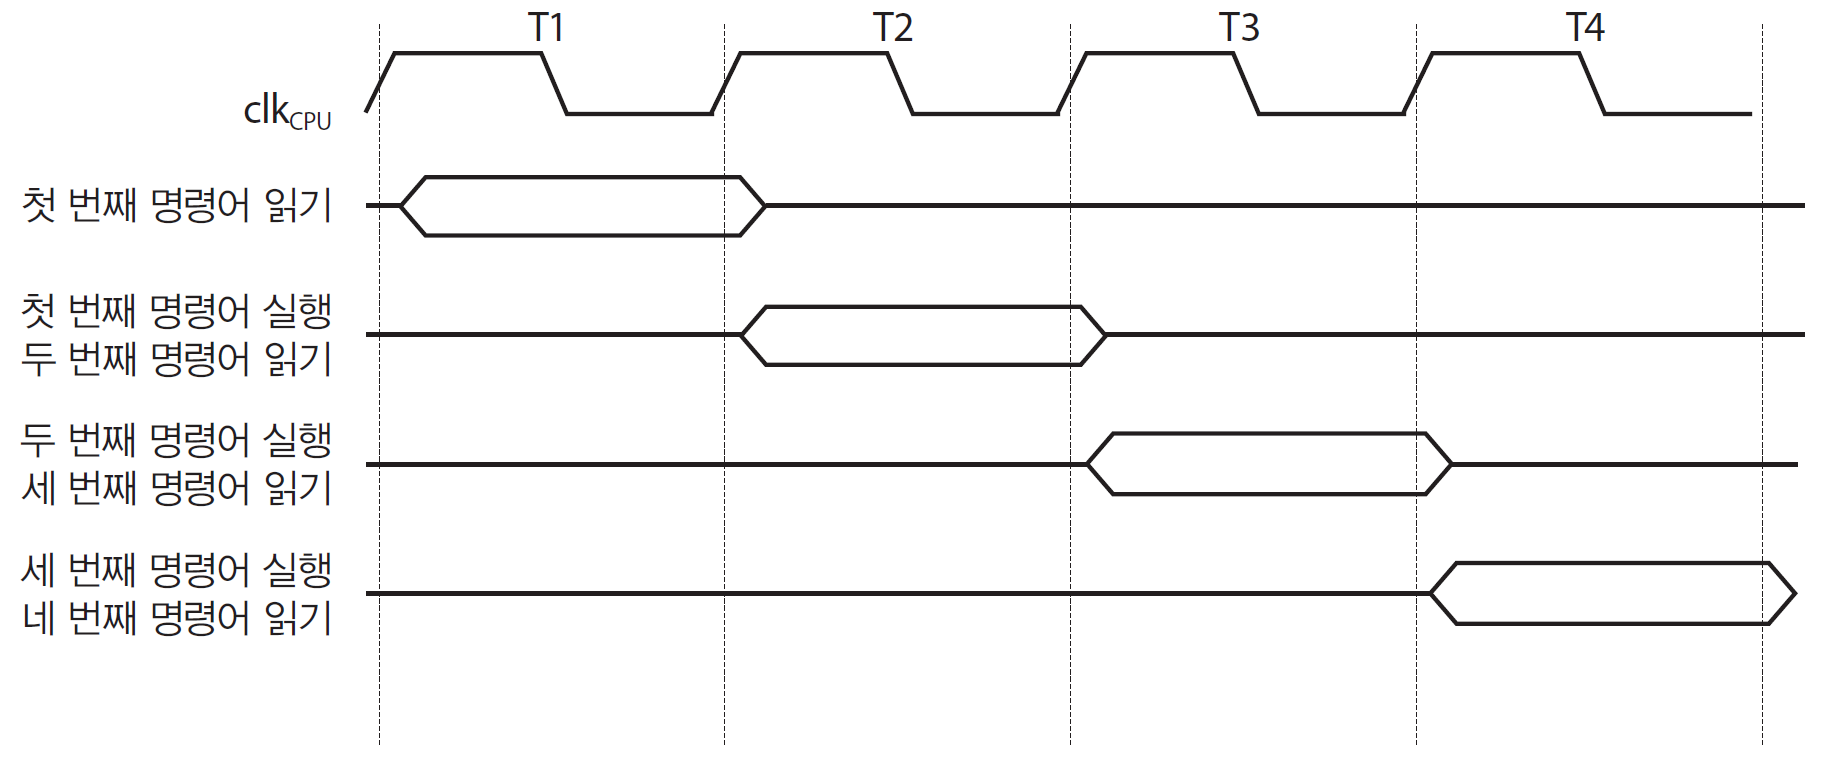 T1 T2 T3 T4
clkCPU
첫 번째 명령어 읽기
첫 번째 명령어 실행
두 번째 명령어 읽기
두 번째 명령어 실행
세 번째 명령어 읽기
세 번째 명령어 실행
네 번째 명령어 읽기